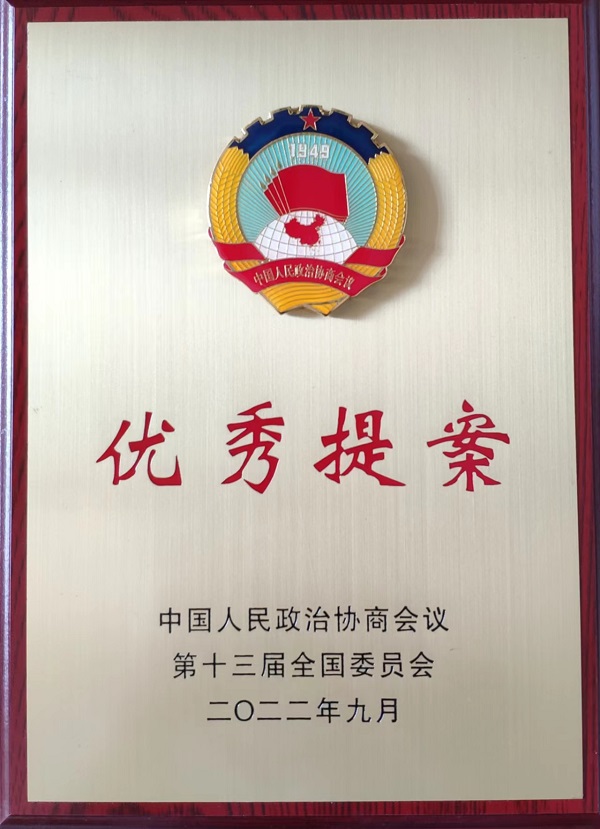 1949
中国人民政治协商会议
优秀提案
中国人民政治协商会议
第十三届全国委员会
二〇二二年九月